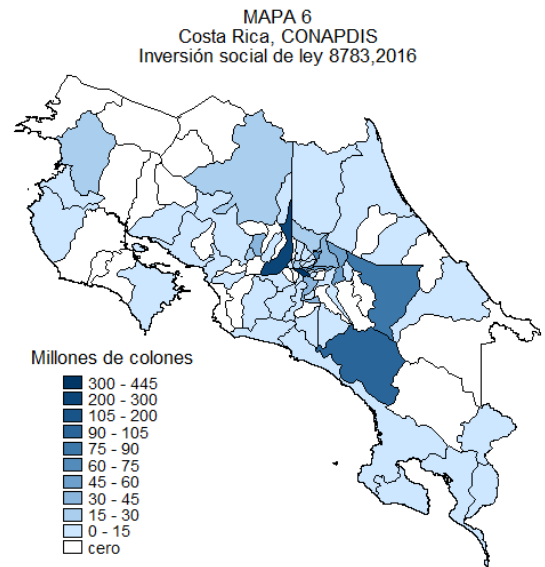 MAPA 6
Costa Rica, CONAPDIS
Inversión social de ley 8783,2016
Millones de colones
300 - 445
200 - 300
105 - 200
90 - 105
75 - 90
60 - 75
45 - 60
30 - 45
15 - 30
0 - 15
cero